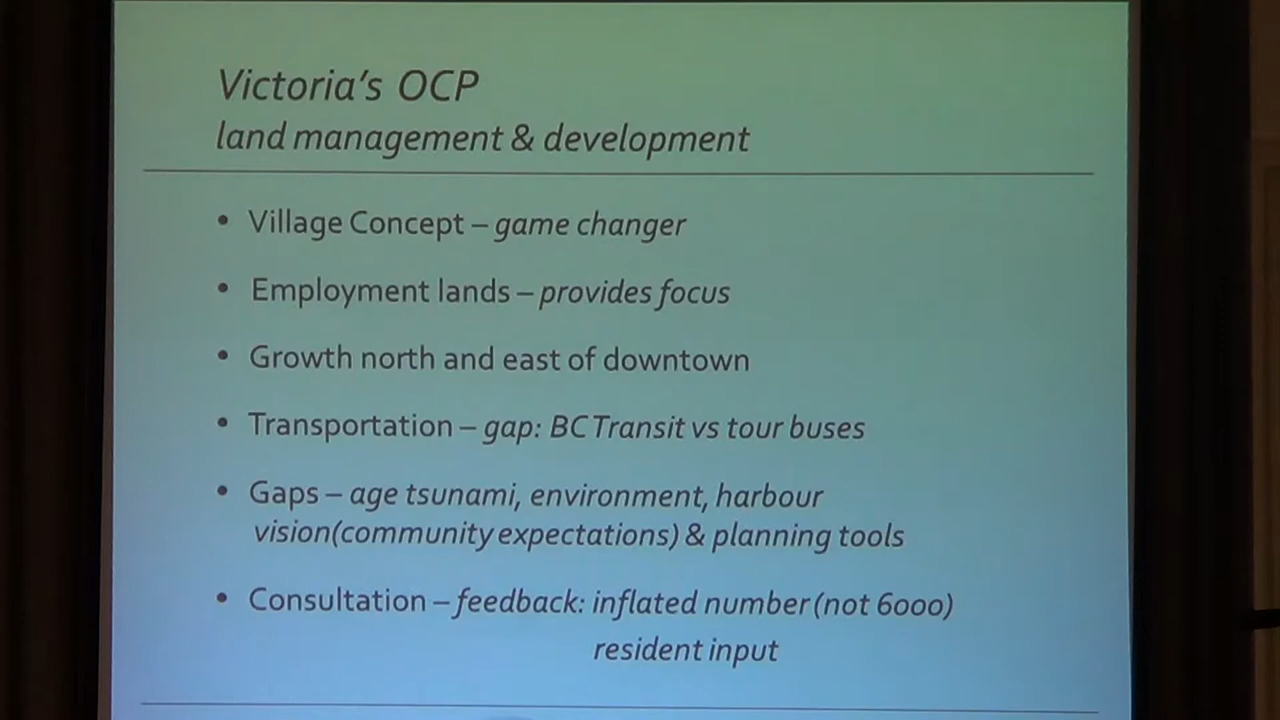 Victoria's OCP
land management & development
• Village Concept – game changer
• Employment lands – provides focus
• Growth north and east of downtown
• Transportation – gap: BC Transit vs tour buses
• Gaps – age tsunami, environment, harbour
vision(community expectations) & planning tools
• Consultation – feedback: inflated number (not 6000)
resident input